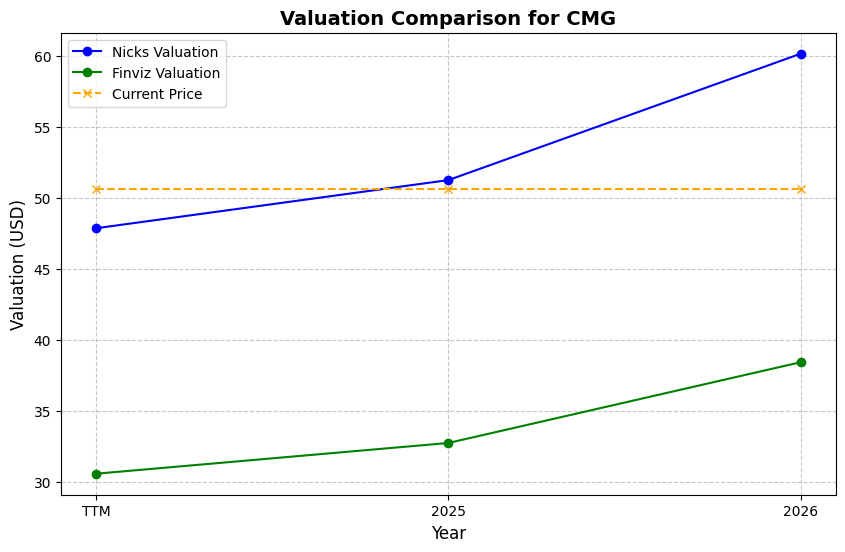 Valuation Comparison for CMG
Nicks Valuation
Finviz Valuation
Current Price
Valuation (USD)
60
55
50
45
40
35
30
TTM
2025
2026
Year